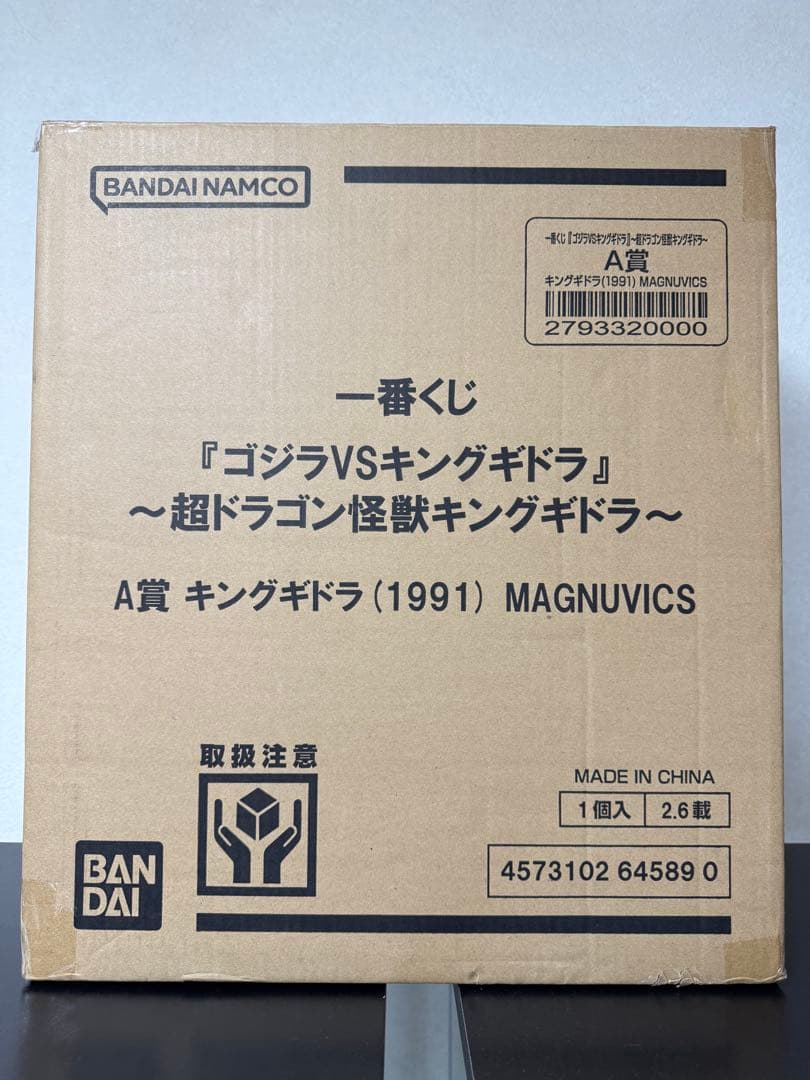 BANDAI NAMCO
一番くじ『ゴジラVSキングギドラ』～超ドラゴン怪獣キングギドラ～
A賞
キングギドラ(1991) MAGNUVICS
2793320000
一番くじ
『ゴジラVSキングギドラ』
～超ドラゴン怪獣キングギドラ～
A賞 キングギドラ(1991) MAGNUVICS
取扱注意
MADE IN CHINA
1個入 2.6載
4573102 64589 0
BAN
DAI